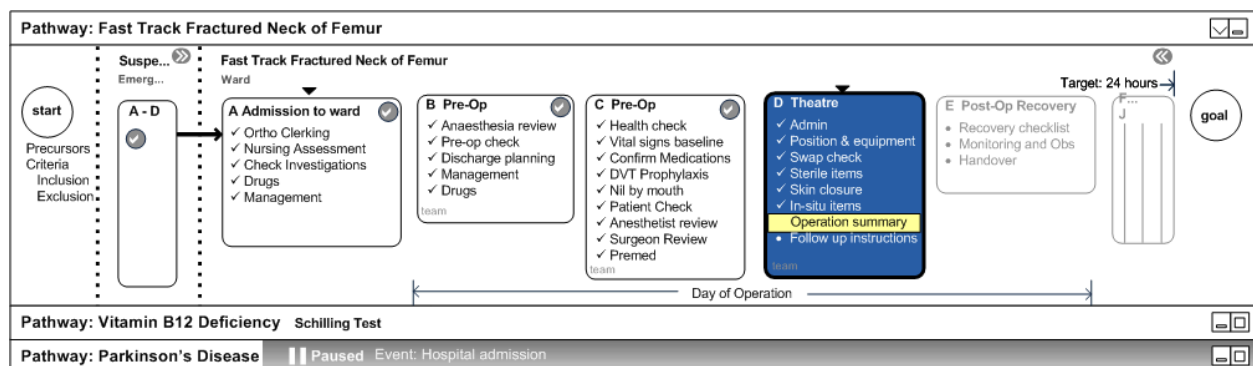 Pathway: Fast Track Fractured Neck of Femur
Suspe...
Emerg...
Fast Track Fractured Neck of Femur
Ward
Target: 24 hours
start
Precursors
Criteria
Inclusion
Exclusion
A - D
A Admission to ward
✓ Ortho Clerking
✓ Nursing Assessment
✓ Check Investigations
✓ Drugs
✓ Management
B Pre-Op
✓ Anaesthesia review
✓ Pre-op check
✓ Discharge planning
✓ Management
✓ Drugs
team
C Pre-Op
✓ Health check
✓ Vital signs baseline
✓ Confirm Medications
✓ DVT Prophylaxis
✓ Nil by mouth
✓ Patient Check
✓ Anesthetist review
✓ Surgeon Review
✓ Premed
team
D Theatre
✓ Admin
✓ Position & equipment
✓ Swap check
✓ Sterile items
✓ Skin closure
✓ In-situ items
Operation summary
• Follow up instructions
team
E Post-Op Recovery
• Recovery checklist
• Monitoring and Obs
• Handover
F...
J
goal
Day of Operation
Pathway: Vitamin B12 Deficiency Schilling Test
Pathway: Parkinson's Disease Paused Event: Hospital admission